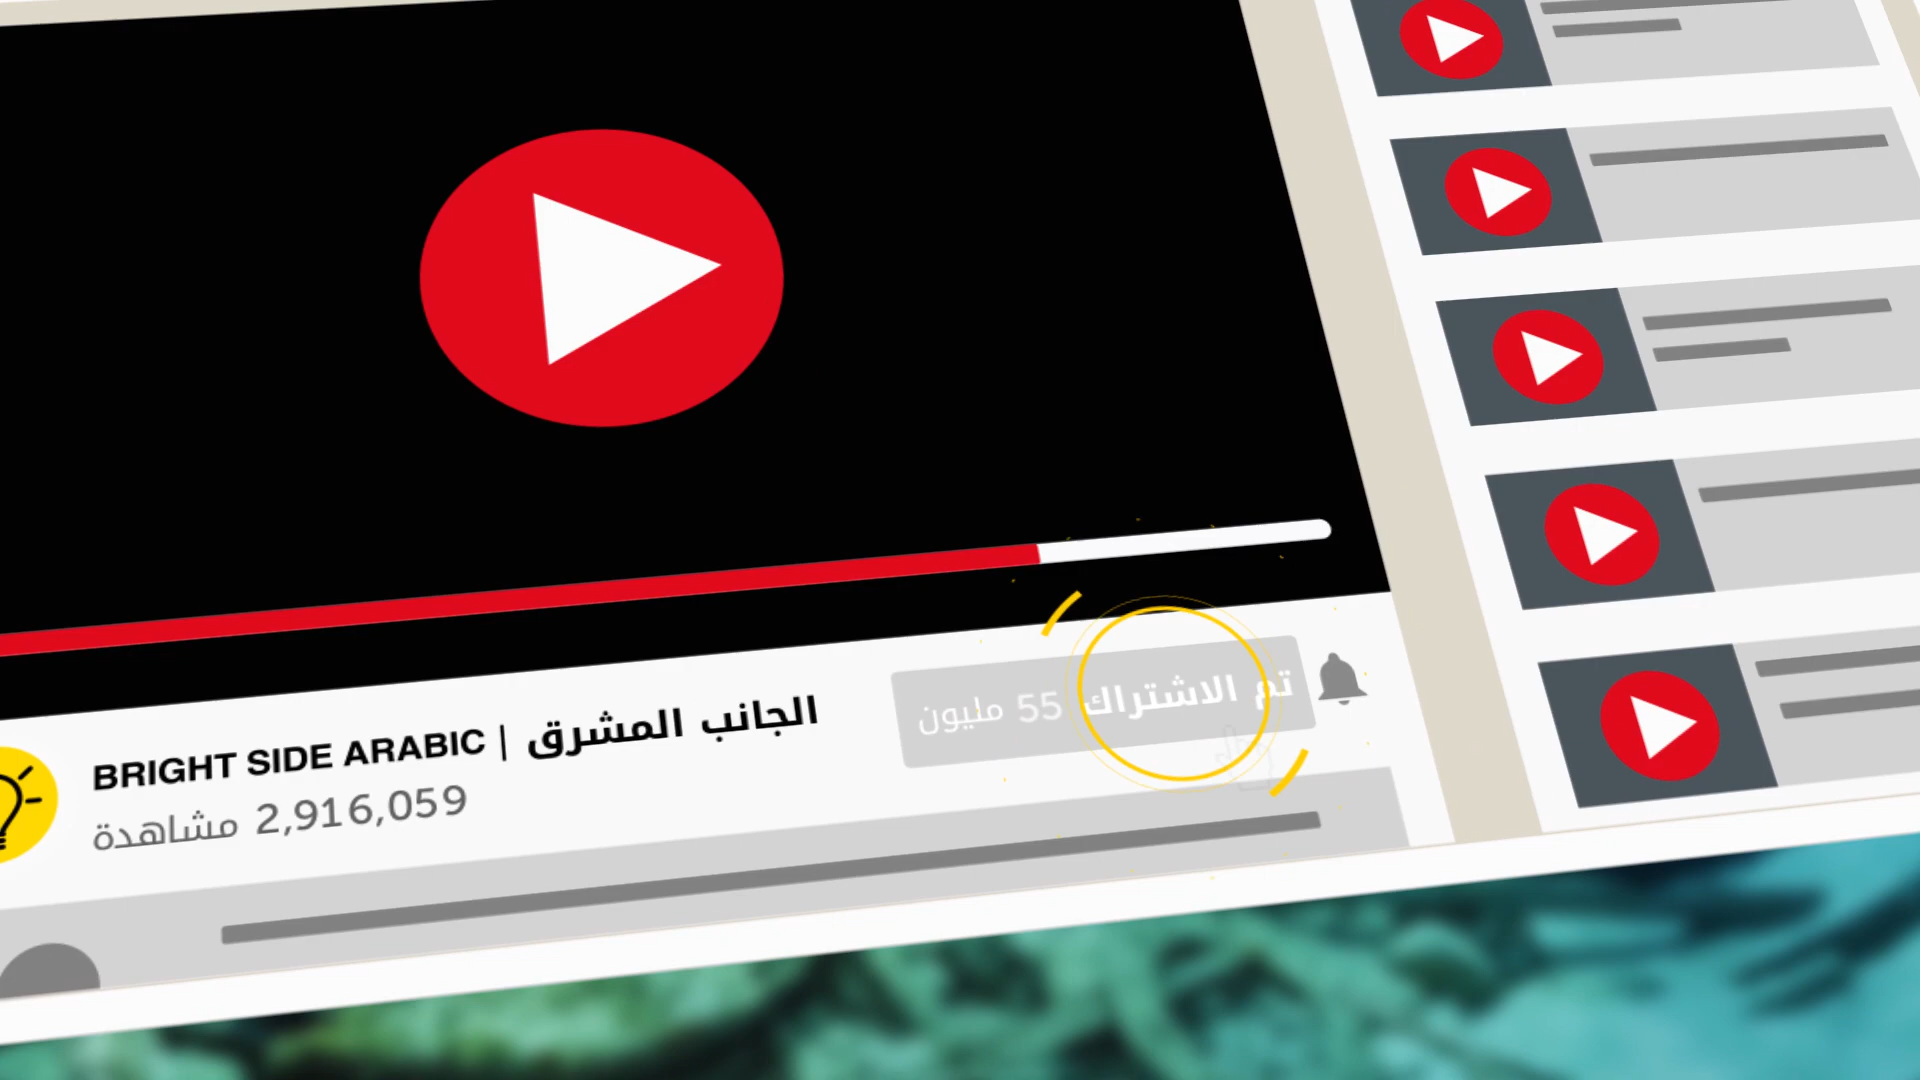 BRIGHT SIDE ARABIC | الجانب المشرق
تم الاشتراك 55 مليون
2,916,059 مشاهدة